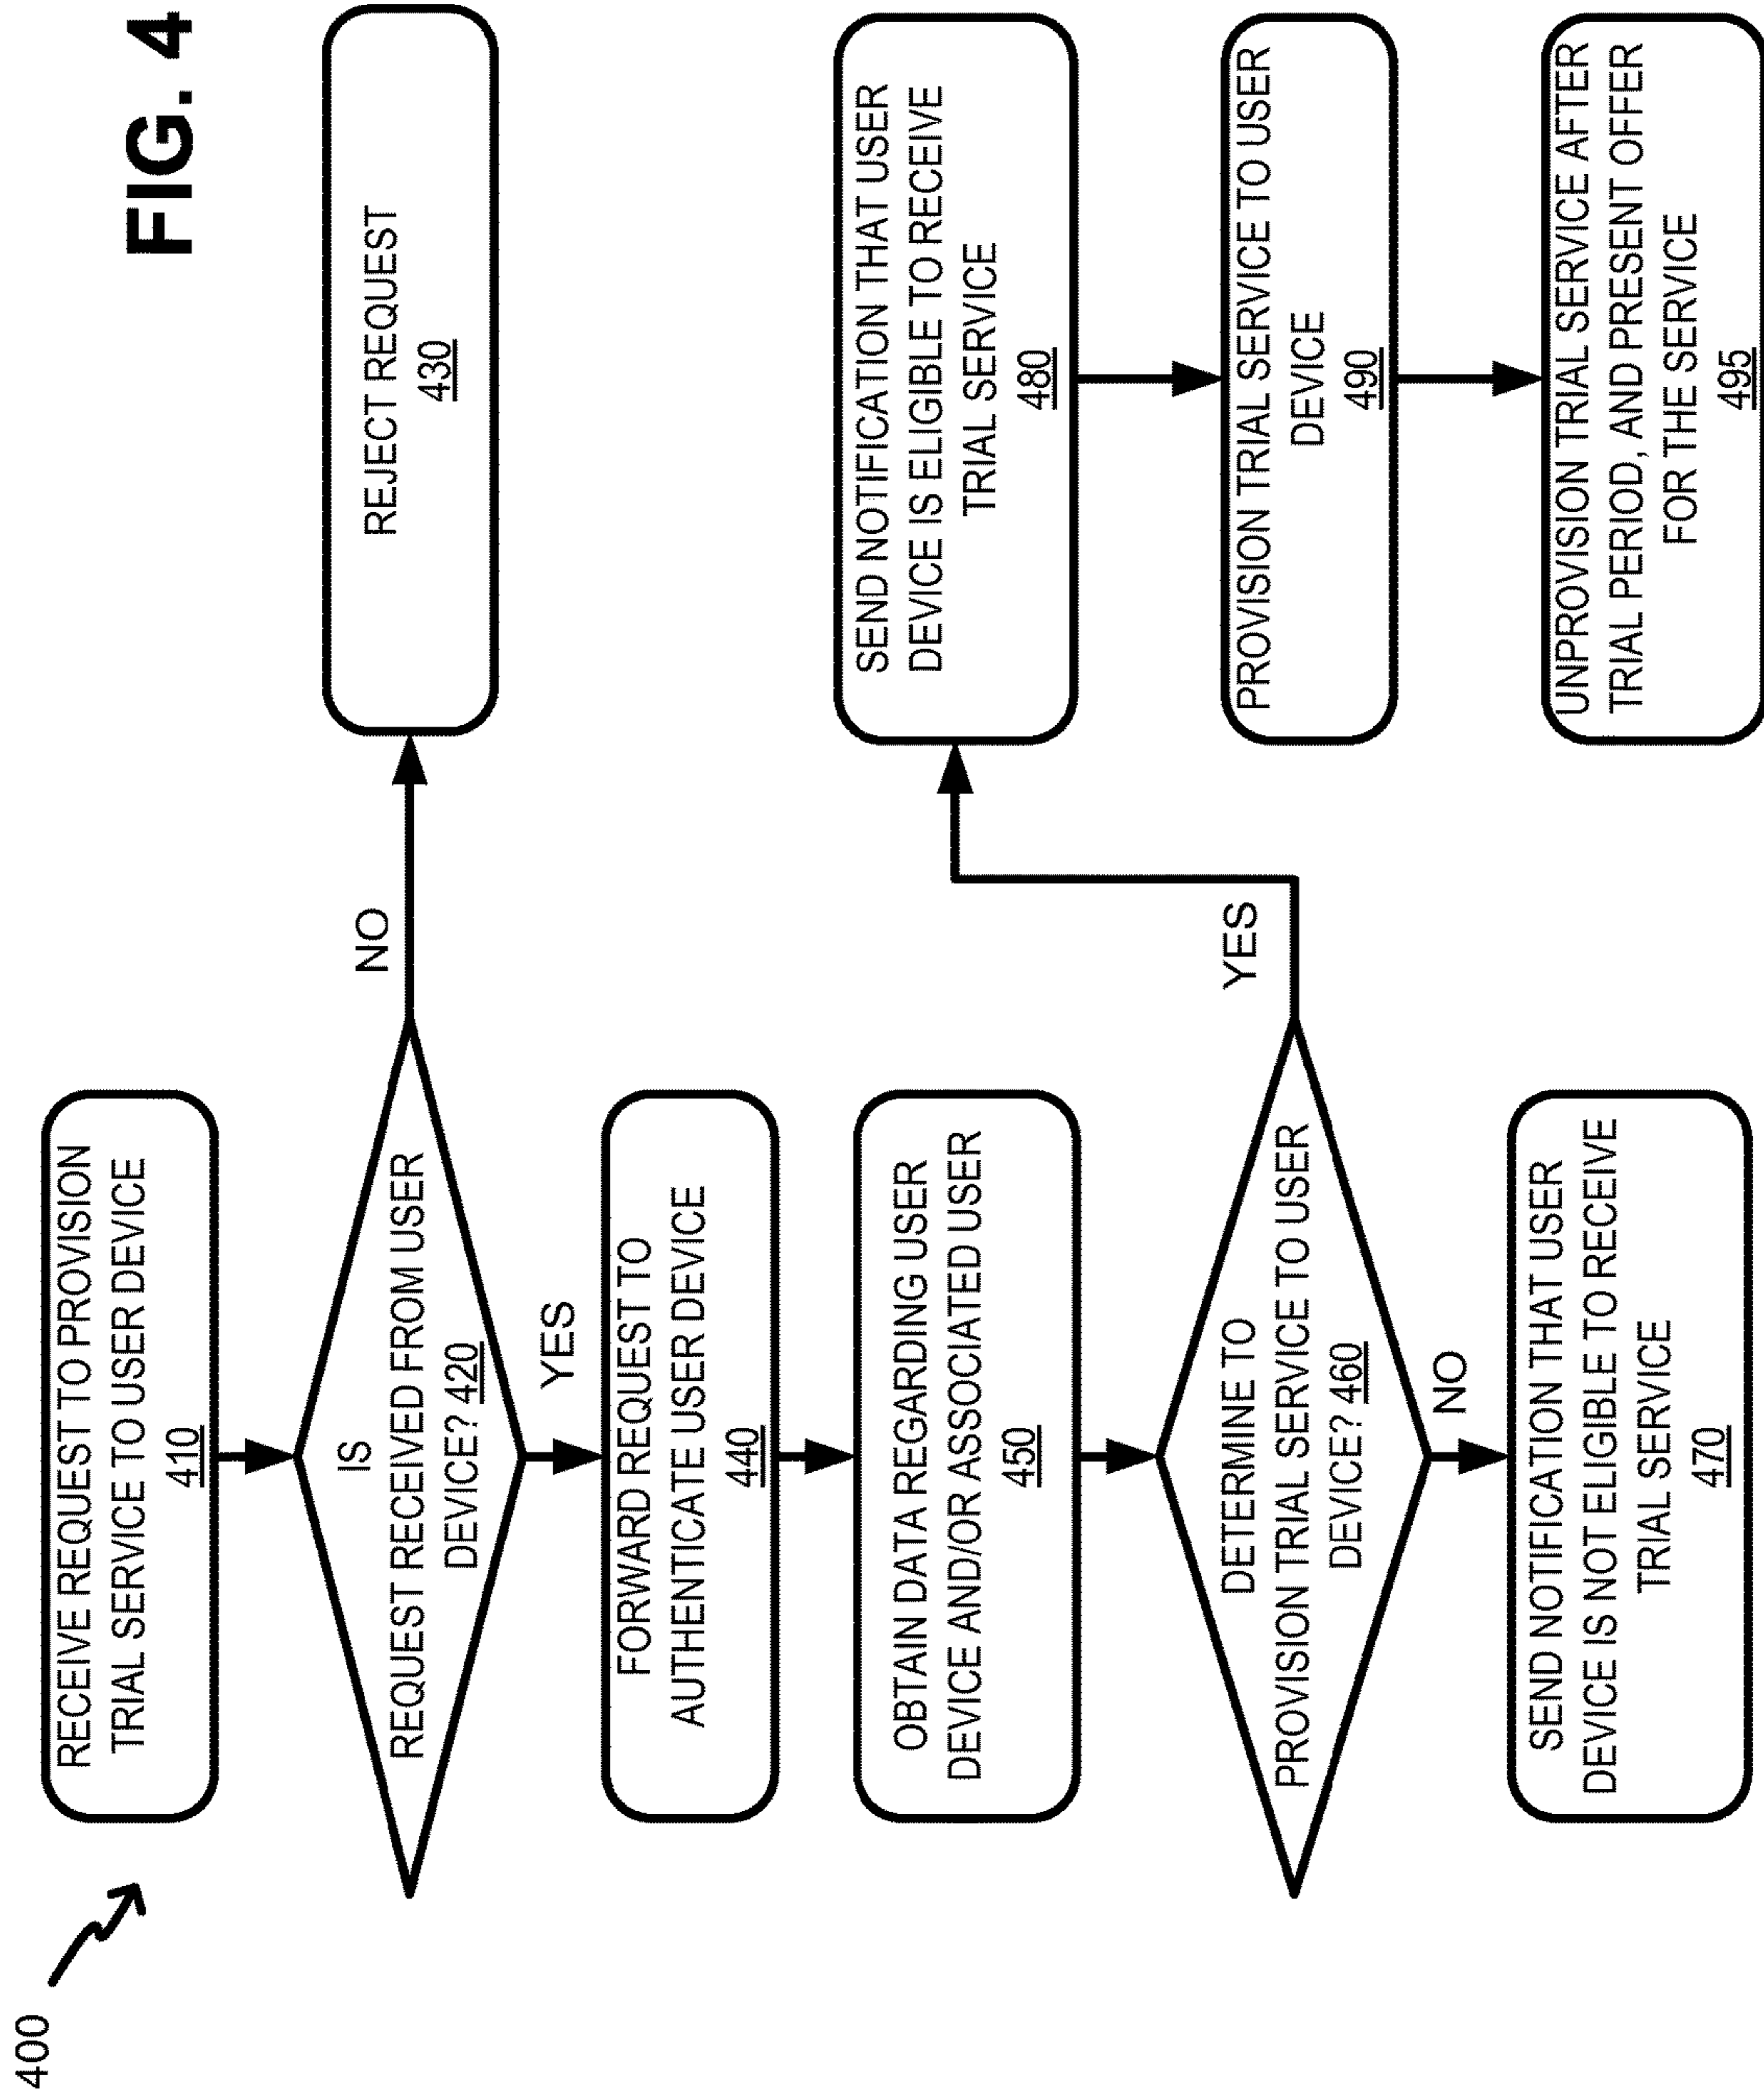 FIG. 4
400
RECEIVE REQUEST TO PROVISION
TRIAL SERVICE TO USER DEVICE
410
IS
REQUEST RECEIVED FROM USER
DEVICE? 420
NO
REJECT REQUEST
430
YES
FORWARD REQUEST TO
AUTHENTICATE USER DEVICE
440
OBTAIN DATA REGARDING USER
DEVICE AND/OR ASSOCIATED USER
450
DETERMINE TO
PROVISION TRIAL SERVICE TO USER
DEVICE? 460
NO
SEND NOTIFICATION THAT USER
DEVICE IS NOT ELIGIBLE TO RECEIVE
TRIAL SERVICE
470
YES
SEND NOTIFICATION THAT USER
DEVICE IS ELIGIBLE TO RECEIVE
TRIAL SERVICE
480
PROVISION TRIAL SERVICE TO USER
DEVICE
490
UNPROVISION TRIAL SERVICE AFTER
TRIAL PERIOD, AND PRESENT OFFER
FOR THE SERVICE
495